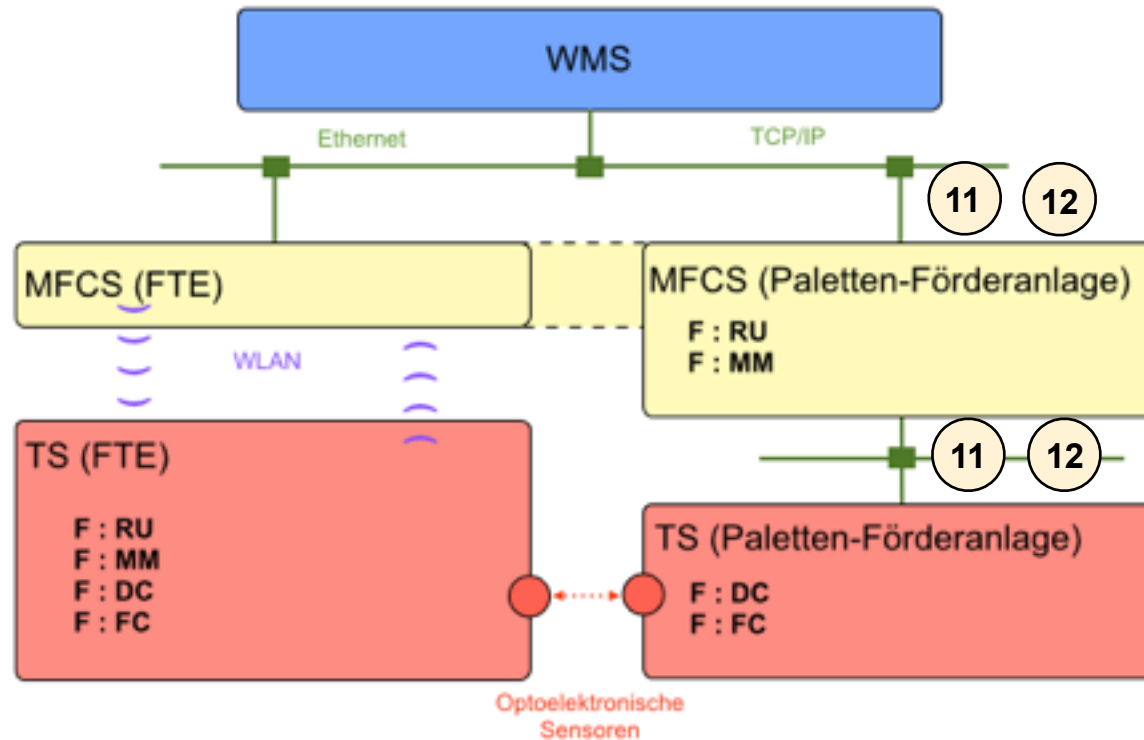 WMS
Ethernet
TCP/IP
11
12
MFCS (FTE)
MFCS (Paletten-Förderanlage)
F : RU
F : MM
WLAN
11
12
TS (FTE)
F : RU
F : MM
F : DC
F : FC
TS (Paletten-Förderanlage)
F : DC
F : FC
Optoelektronische
Sensoren